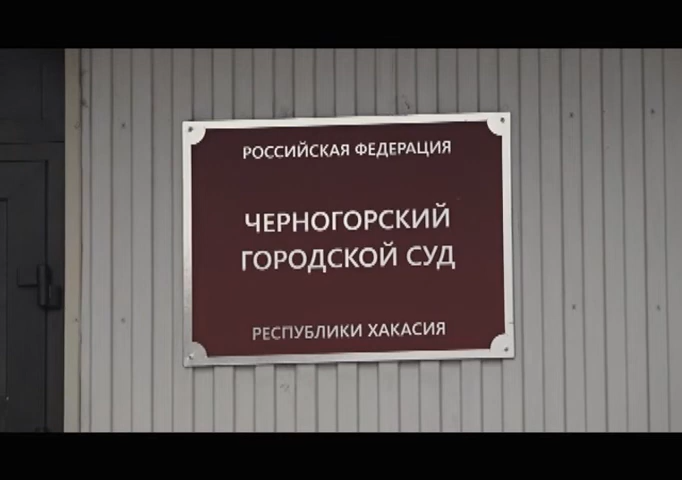 РОССИЙСКАЯ ФЕДЕРАЦИЯ
ЧЕРНОГОРСКИЙ
ГОРОДСКОЙ СУД
РЕСПУБЛИКИ ХАКАСИЯ